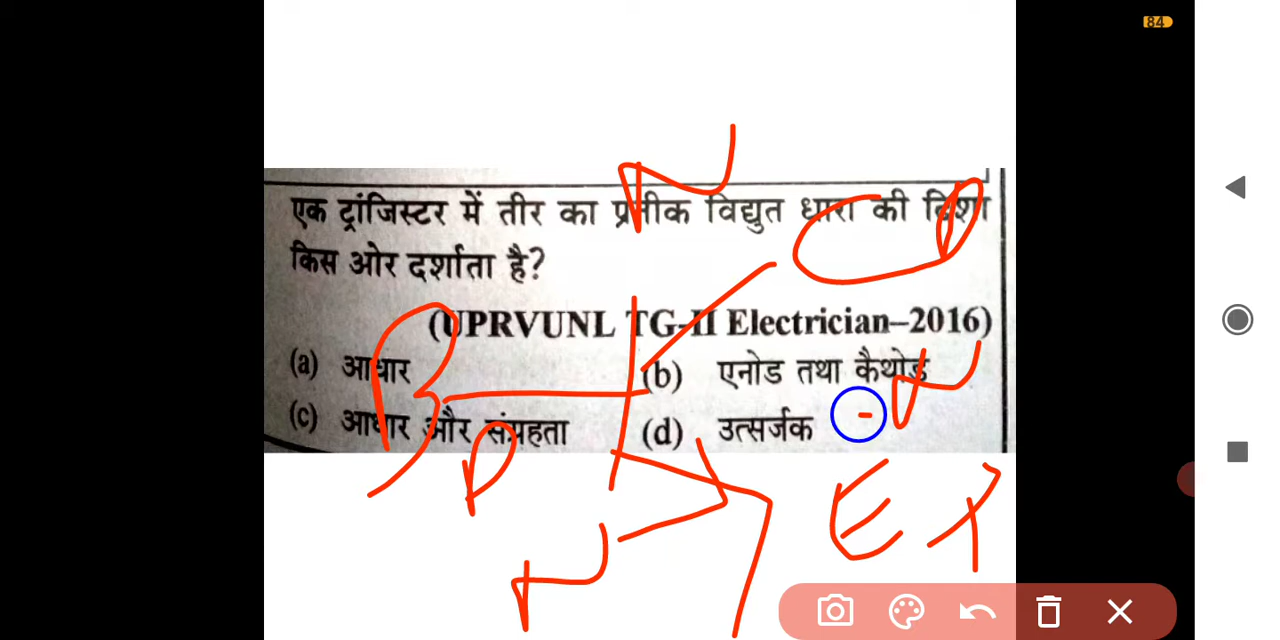 84
एक ट्रांजिस्टर में तीर का प्रतीक विद्युत धारा की दिशा
किस ओर दर्शाता है?
(UPRVUNL TG-II Electrician–2016)
(a) आधार (b) एनोड तथा कैथोड
(c) आधार और संग्रहता (d) उत्सर्जक
N
P
B
N
P
N
E